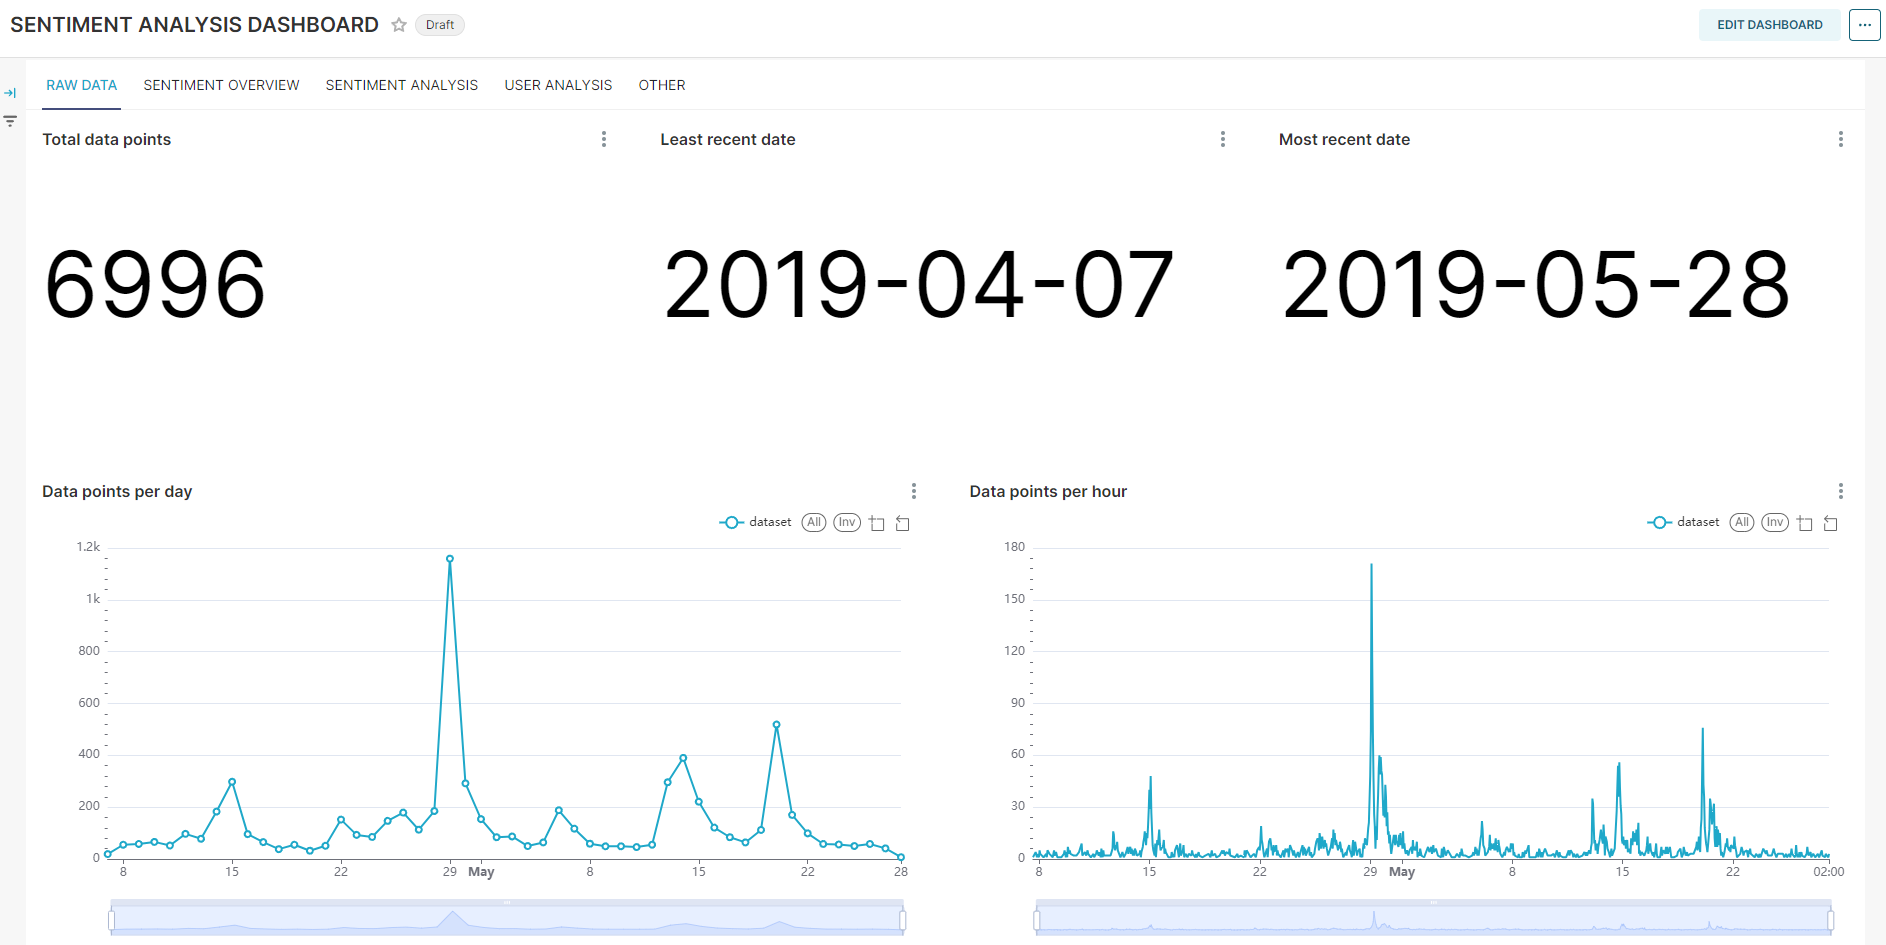 SENTIMENT ANALYSIS DASHBOARD Draft EDIT DASHBOARD ...
RAW DATA SENTIMENT OVERVIEW SENTIMENT ANALYSIS USER ANALYSIS OTHER
Total data points
6996
Least recent date
2019-04-07
Most recent date
2019-05-28
Data points per day
dataset All Inv
1.2k
1k
800
600
400
200
0
8 15 22 29 May 8 15 22 28
Data points per hour
dataset All Inv
180
150
120
90
60
30
0
8 15 22 29 May 8 15 22 02:00